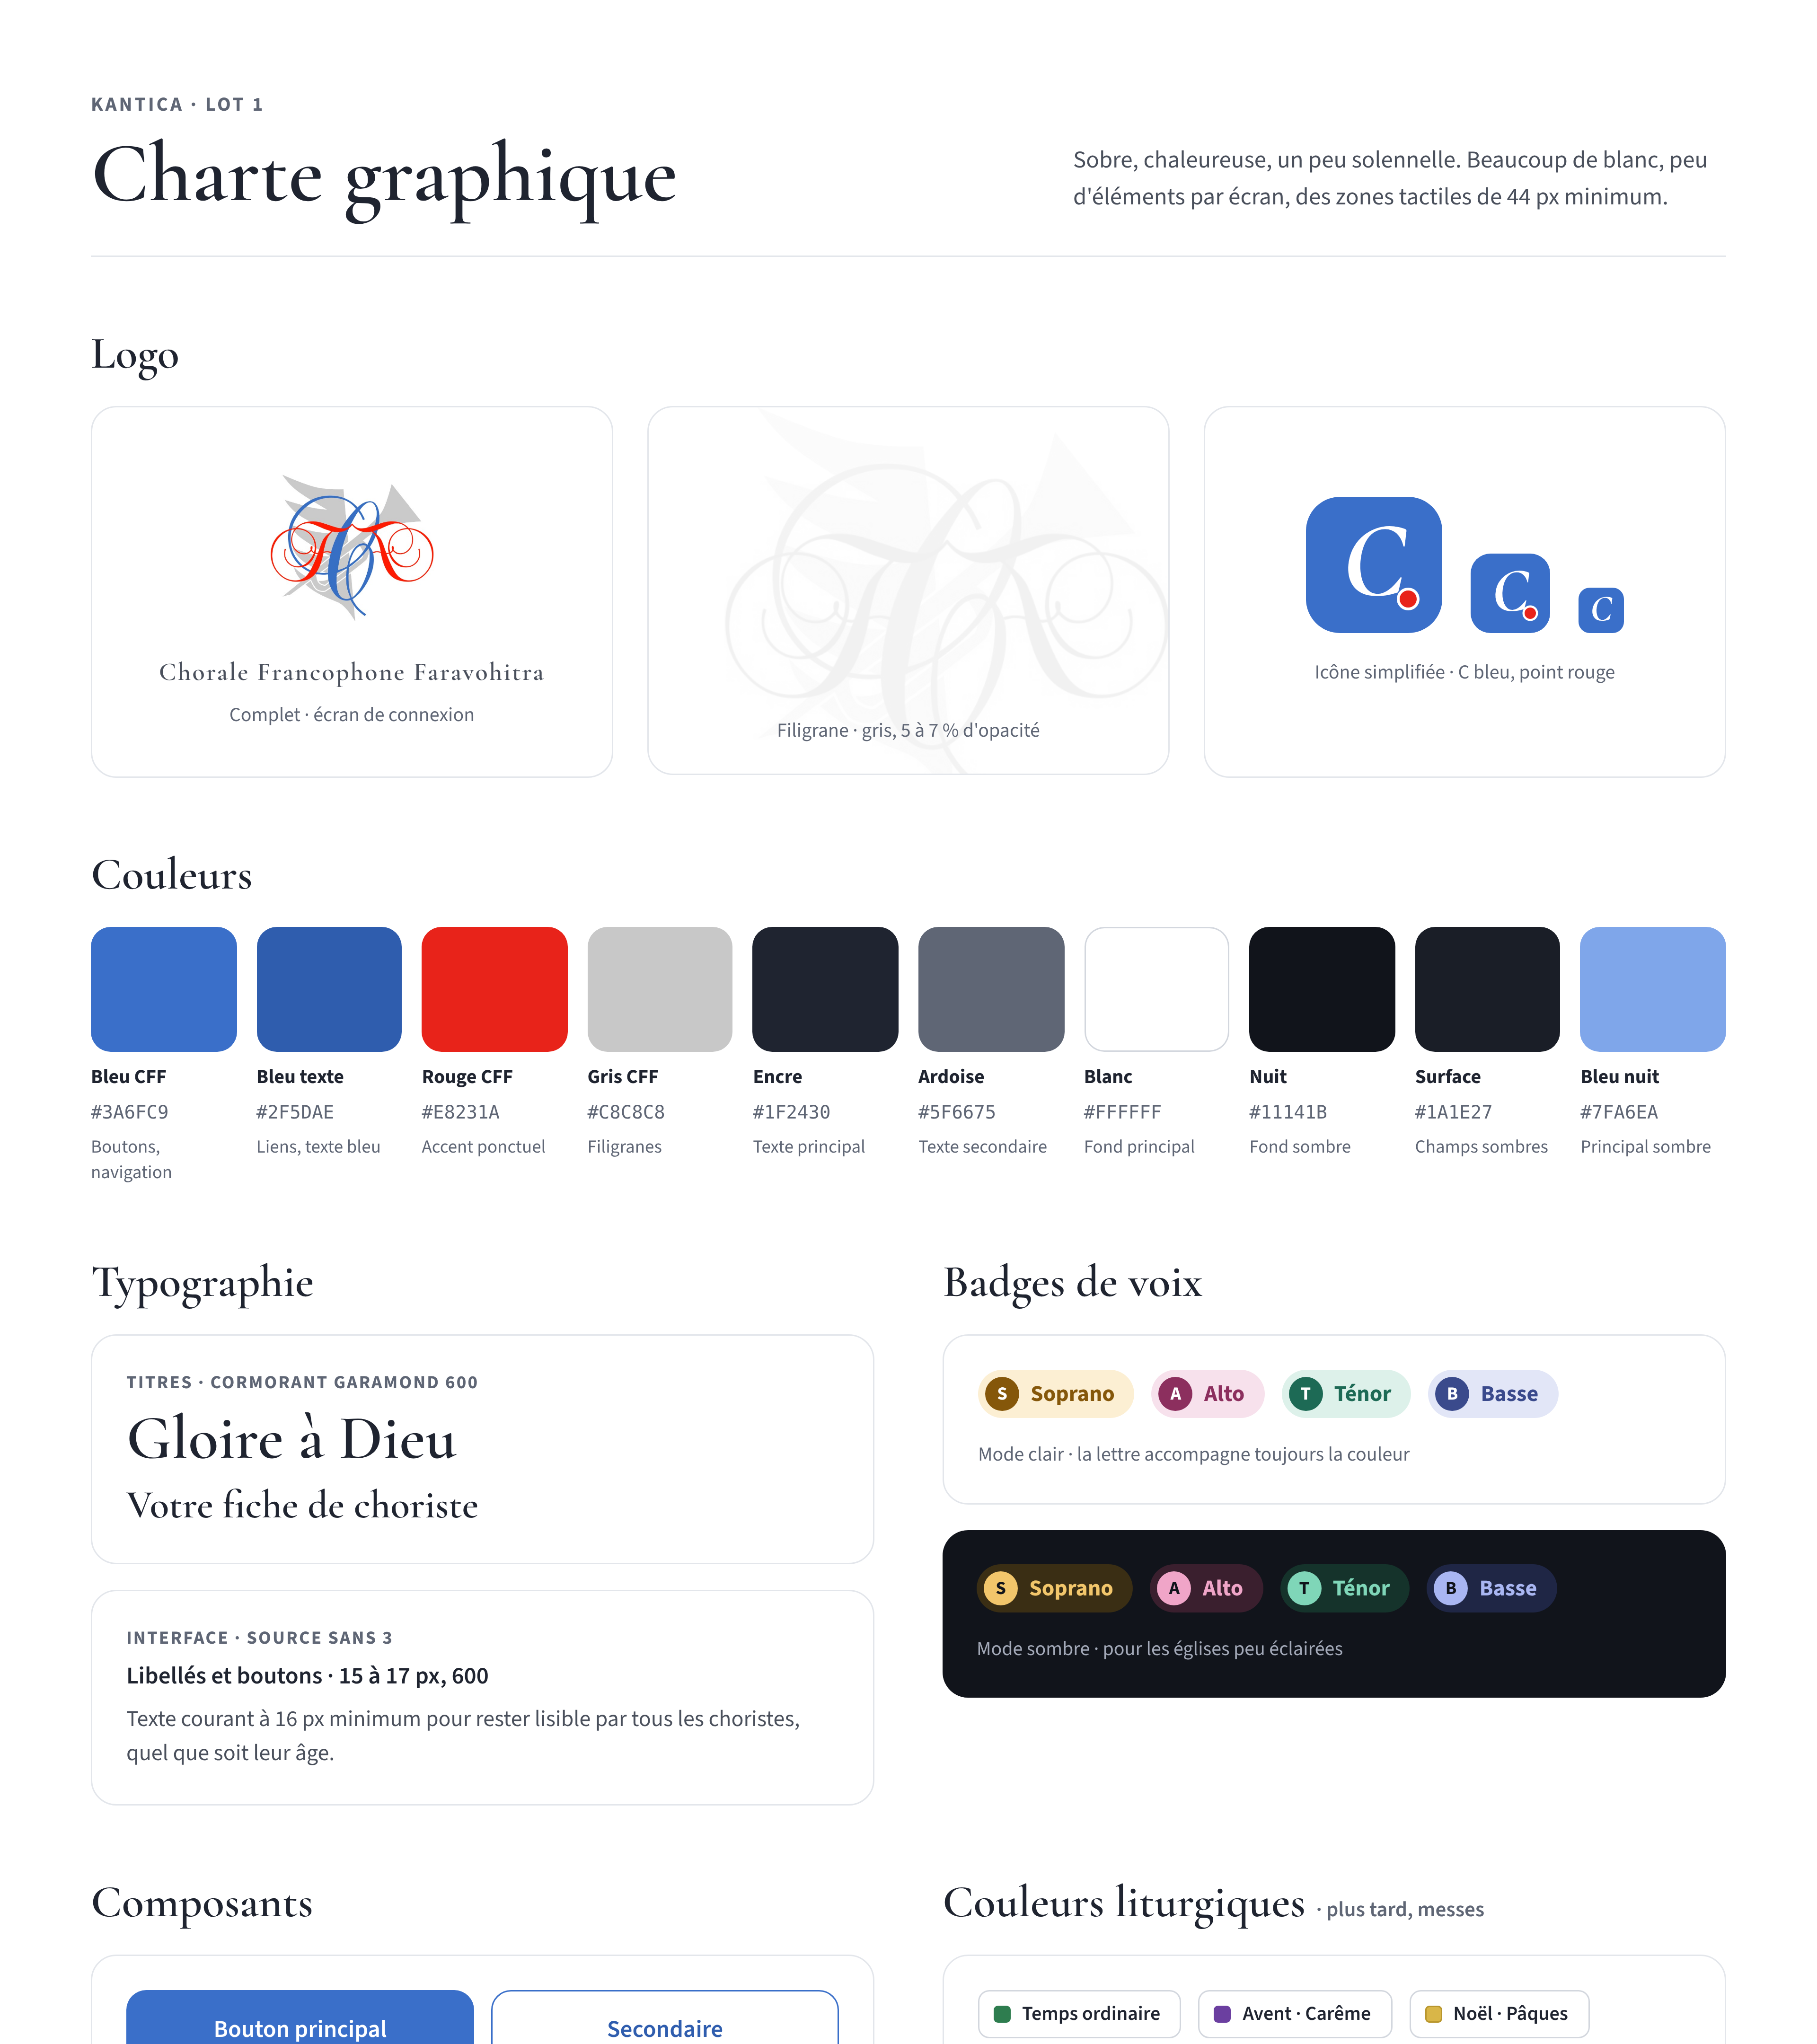 KANTICA · LOT 1
Charte graphique
Sobre, chaleureuse, un peu solennelle. Beaucoup de blanc, peu
d'éléments par écran, des zones tactiles de 44 px minimum.
Logo
Chorale Francophone Faravohitra
Complet · écran de connexion
Filigrane · gris, 5 à 7 % d'opacité
C
C
C
Icône simplifiée · C bleu, point rouge
Couleurs
Bleu CFF
#3A6FC9
Boutons,
navigation
Bleu texte
#2F5DAE
Liens, texte bleu
Rouge CFF
#E8231A
Accent ponctuel
Gris CFF
#C8C8C8
Filigranes
Encre
#1F2430
Texte principal
Ardoise
#5F6675
Texte secondaire
Blanc
#FFFFFF
Fond principal
Nuit
#11141B
Fond sombre
Surface
#1A1E27
Champs sombres
Bleu nuit
#7FA6EA
Principal sombre
Typographie
TITRES · CORMORANT GARAMOND 600
Gloire à Dieu
Votre fiche de choriste
INTERFACE · SOURCE SANS 3
Libellés et boutons · 15 à 17 px, 600
Texte courant à 16 px minimum pour rester lisible par tous les choristes,
quel que soit leur âge.
Badges de voix
S Soprano A Alto T Ténor B Basse
Mode clair · la lettre accompagne toujours la couleur
S Soprano A Alto T Ténor B Basse
Mode sombre · pour les églises peu éclairées
Composants
Bouton principal
Secondaire
Couleurs liturgiques · plus tard, messes
Temps ordinaire
Avent · Carême
Noël · Pâques